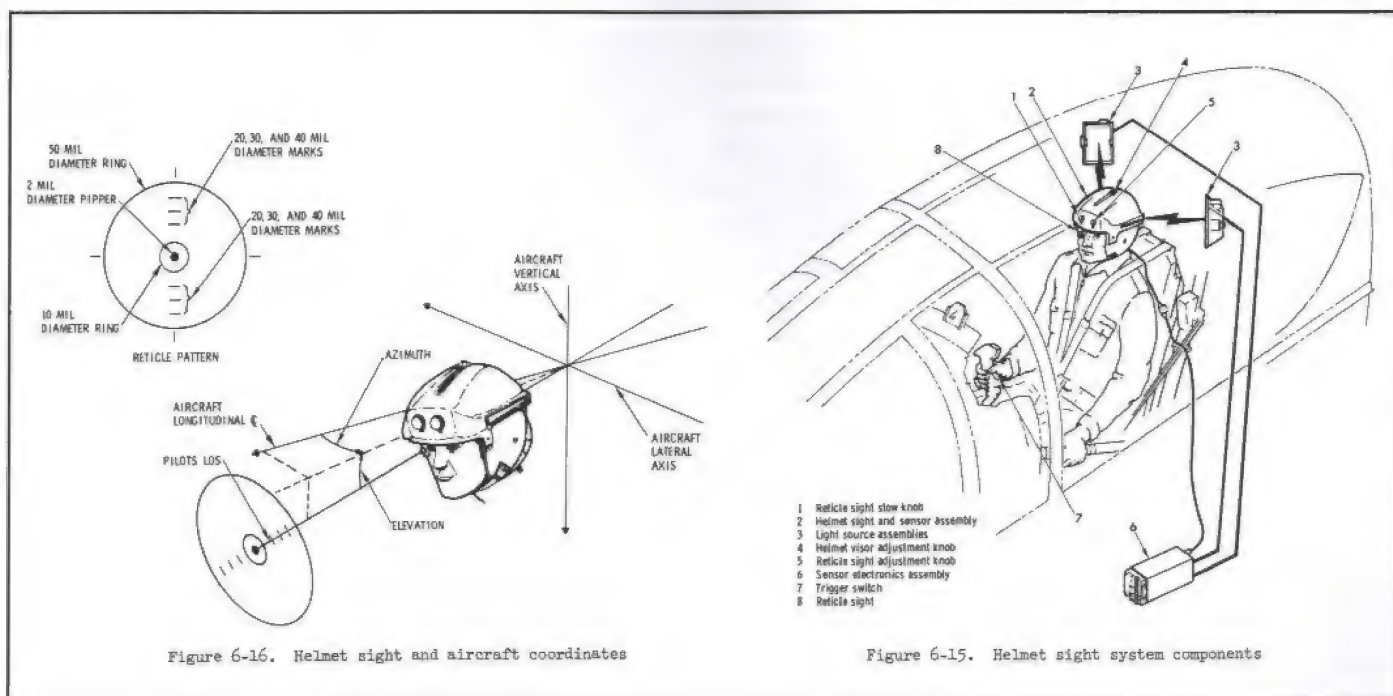 50 MIL
DIAMETER RING
2 MIL
DIAMETER PIPPER
20, 30, AND 40 MIL
DIAMETER MARKS
20, 30, AND 40 MIL
DIAMETER MARKS
10 MIL
DIAMETER RING
RETICLE PATTERN
AZIMUTH
AIRCRAFT
VERTICAL
AXIS
AIRCRAFT
LONGITUDINAL ℄
PILOTS LOS
ELEVATION
AIRCRAFT
LATERAL
AXIS
Figure 6-16. Helmet sight and aircraft coordinates
1
2
3
4
5
8
3
7
6
1 Reticle sight stow knob
2 Helmet sight and sensor assembly
3 Light source assemblies
4 Helmet visor adjustment knob
5 Reticle sight adjustment knob
6 Sensor electronics assembly
7 Trigger switch
8 Reticle sight
Figure 6-15. Helmet sight system components